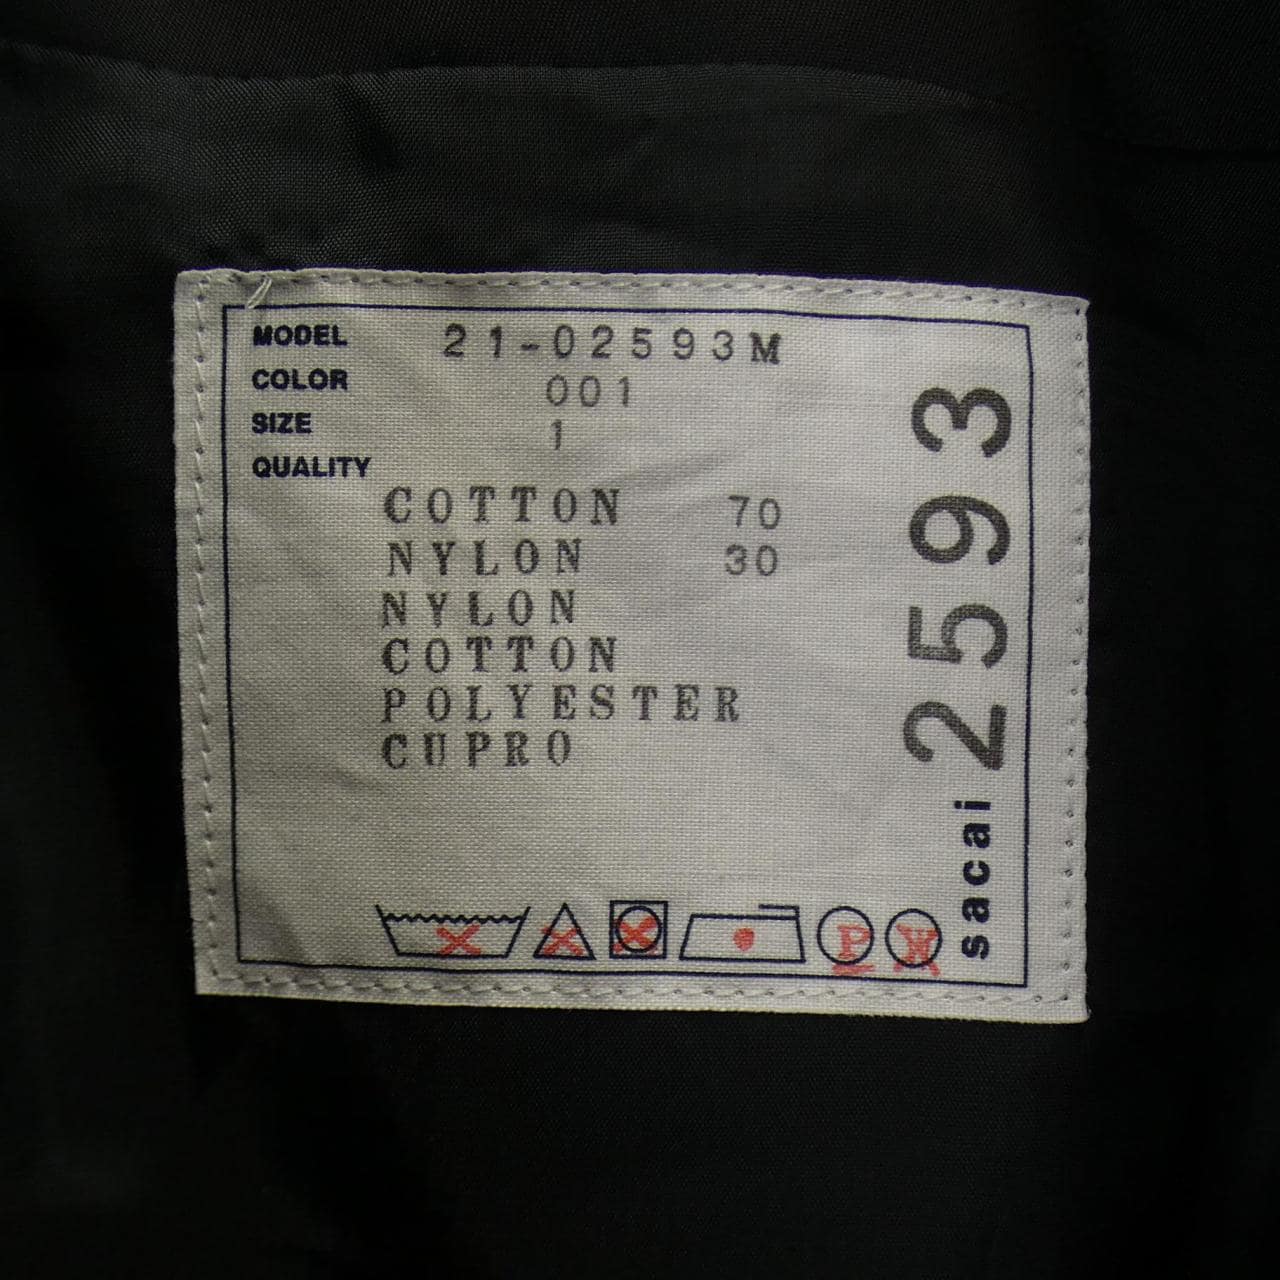 MODEL 21-02593M
COLOR 001
SIZE 1
QUALITY
COTTON 70
NYLON 30
NYLON
COTTON
POLYESTER
CUPRO
P W
sacai 2593